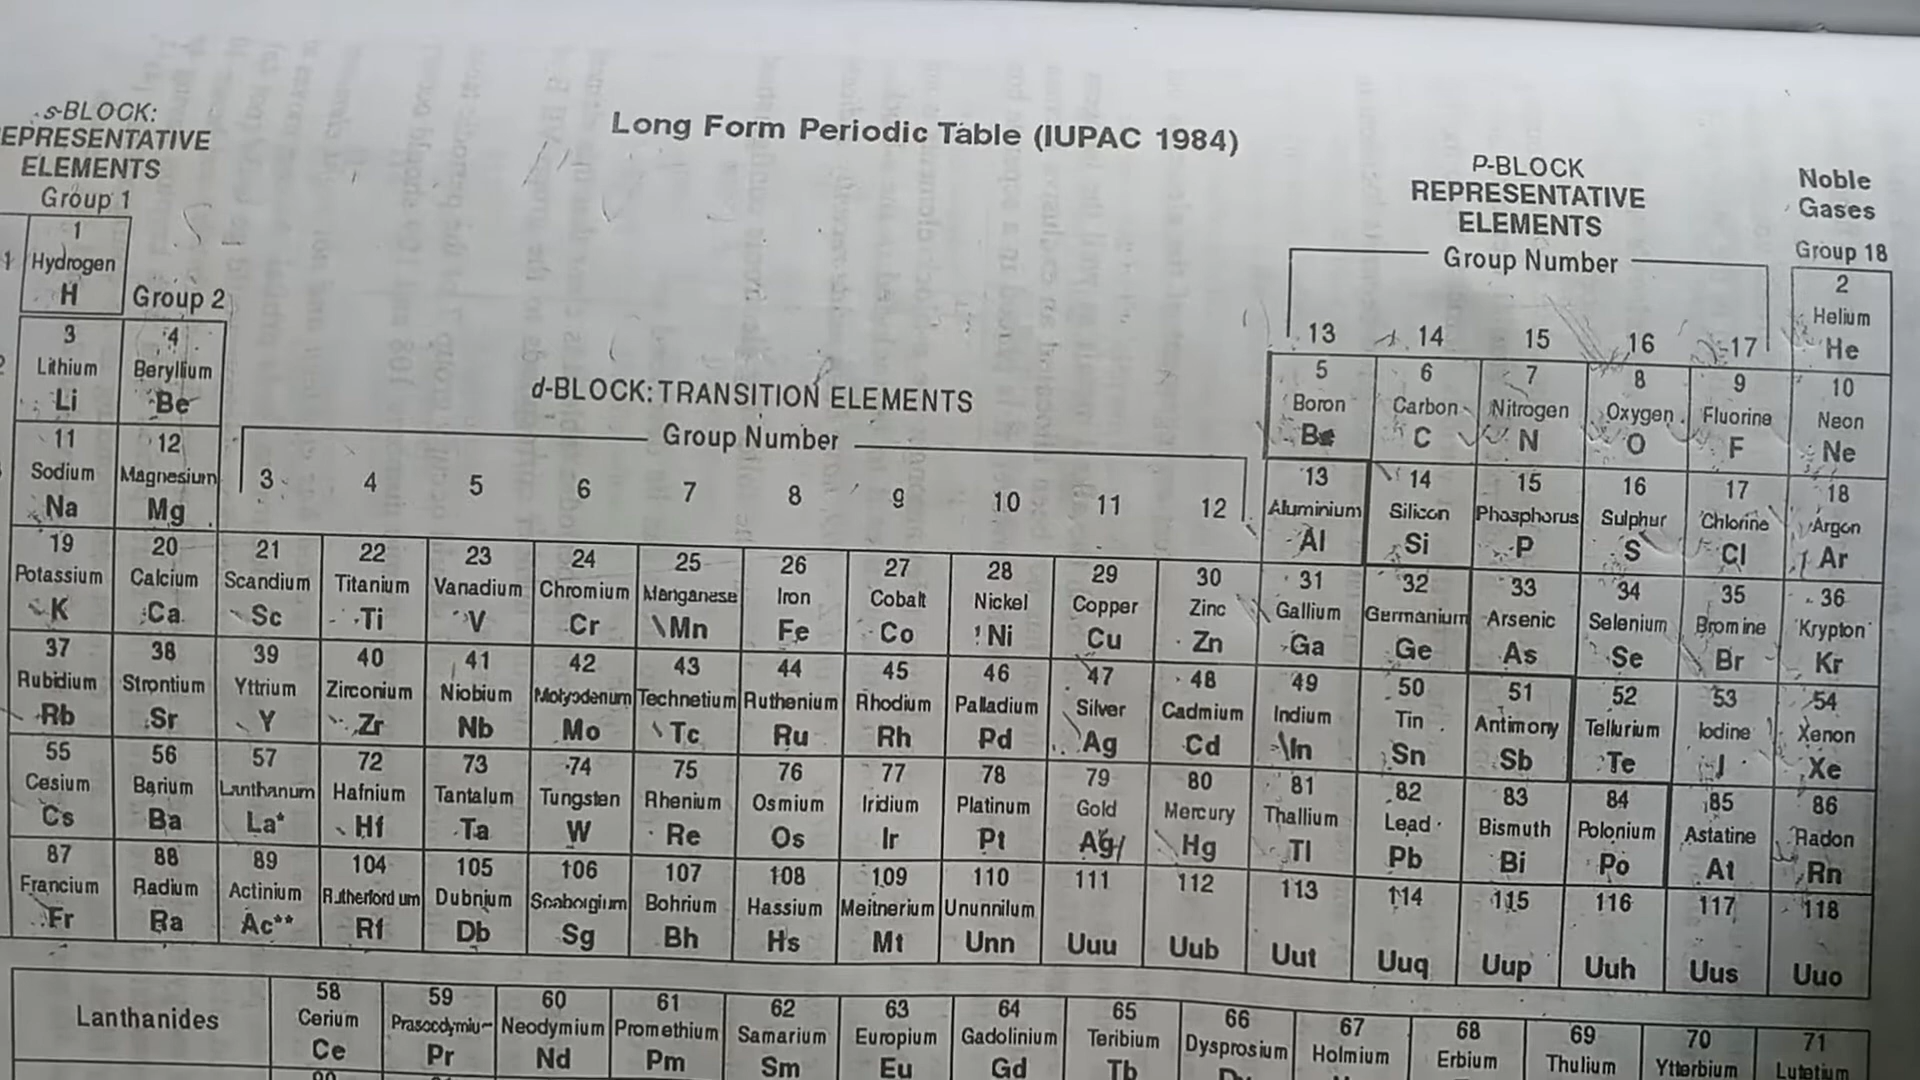 s-BLOCK:
EPRESENTATIVE
ELEMENTS
Group 1
Long Form Periodic Table (IUPAC 1984)
P-BLOCK
REPRESENTATIVE
ELEMENTS
Noble
Gases
Group 18
Group Number
1 2
1 Hydrogen Helium
H Group 2 13 14 15 16 17 He
3 4 5 6 7 8 9 10
Lithium Beryllium Boron Carbon Nitrogen Oxygen Fluorine Neon
Li Be C N O F Ne
d-BLOCK: TRANSITION ELEMENTS
Group Number
11 12 13 14 15 16 17 18
Sodium Magnesium Aluminium Silicon Phosphorus Sulphur Chlorine Argon
Na Mg 3 4 5 6 7 8 9 10 11 12 Al Si P S Cl Ar
19 20 21 22 23 24 25 26 27 28 29 30 31 32 33 34 35 36
Potassium Calcium Scandium Titanium Vanadium Chromium Manganese Iron Cobalt Nickel Copper Zinc Gallium Germanium Arsenic Selenium Bromine Krypton
K Ca Sc Ti V Cr Mn Fe Co Ni Cu Zn Ga Ge As Se Br Kr
37 38 39 40 41 42 43 44 45 46 47 48 49 50 51 52 53 54
Rubidium Strontium Yttrium Zirconium Niobium Molybdenum Technetium Ruthenium Rhodium Palladium Silver Cadmium Indium Tin Antimony Tellurium Iodine Xenon
Rb Sr Y Zr Nb Mo Tc Ru Rh Pd Ag Cd In Sn Sb Te I Xe
55 56 57 72 73 74 75 76 77 78 79 80 81 82 83 84 85 86
Cesium Barium Lanthanum Hafnium Tantalum Tungsten Rhenium Osmium Iridium Platinum Gold Mercury Thallium Lead Bismuth Polonium Astatine Radon
Cs Ba La* Hf Ta W Re Os Ir Pt Ag Hg Tl Pb Bi Po At Rn
87 88 89 104 105 106 107 108 109 110 111 112 113 114 115 116 117 118
Francium Radium Actinium Rutherfordium Dubnium Seaborgium Bohrium Hassium Meitnerium Ununnilum
Fr Ra Ac** Rf Db Sg Bh Hs Mt Unn Uuu Uub Uut Uuq Uup Uuh Uus Uuo
58 59 60 61 62 63 64 65 66 67 68 69 70 71
Lanthanides Cerium Neodymium Promethium Samarium Europium Gadolinium Teribium Dysprosium Holmium Erbium Thulium Ytterbium Lutetium
Ce Pr Nd Pm Sm Eu Gd Tb